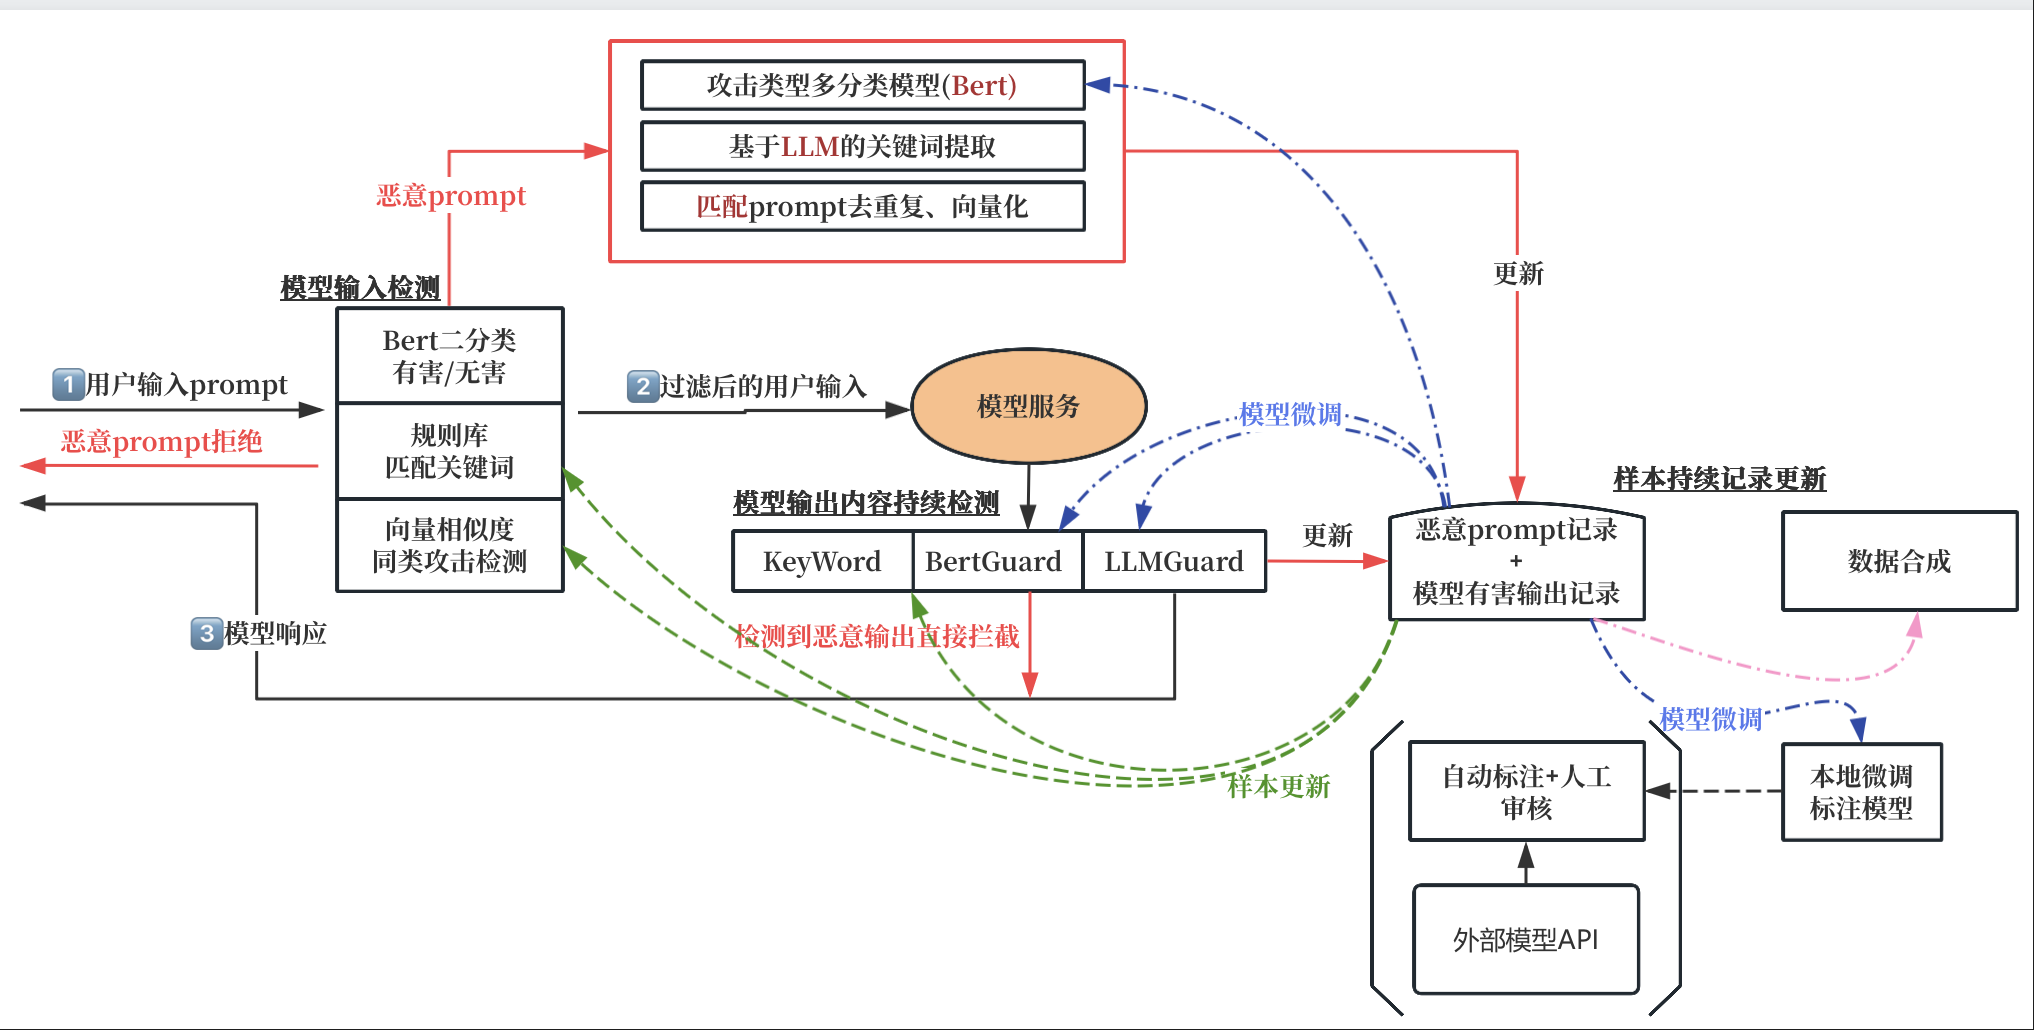 攻击类型多分类模型(Bert)
基于LLM的关键词提取
匹配prompt去重复、向量化
恶意prompt
更新
模型输入检测
Bert二分类
有害/无害
规则库
匹配关键词
向量相似度
同类攻击检测
1用户输入prompt
恶意prompt拒绝
2过滤后的用户输入
模型服务
模型微调
模型输出内容持续检测
KeyWord
BertGuard
LLMGuard
更新
样本持续记录更新
恶意prompt记录
+
模型有害输出记录
数据合成
3模型响应
检测到恶意输出直接拦截
样本更新
模型微调
自动标注+人工
审核
本地微调
标注模型
外部模型API